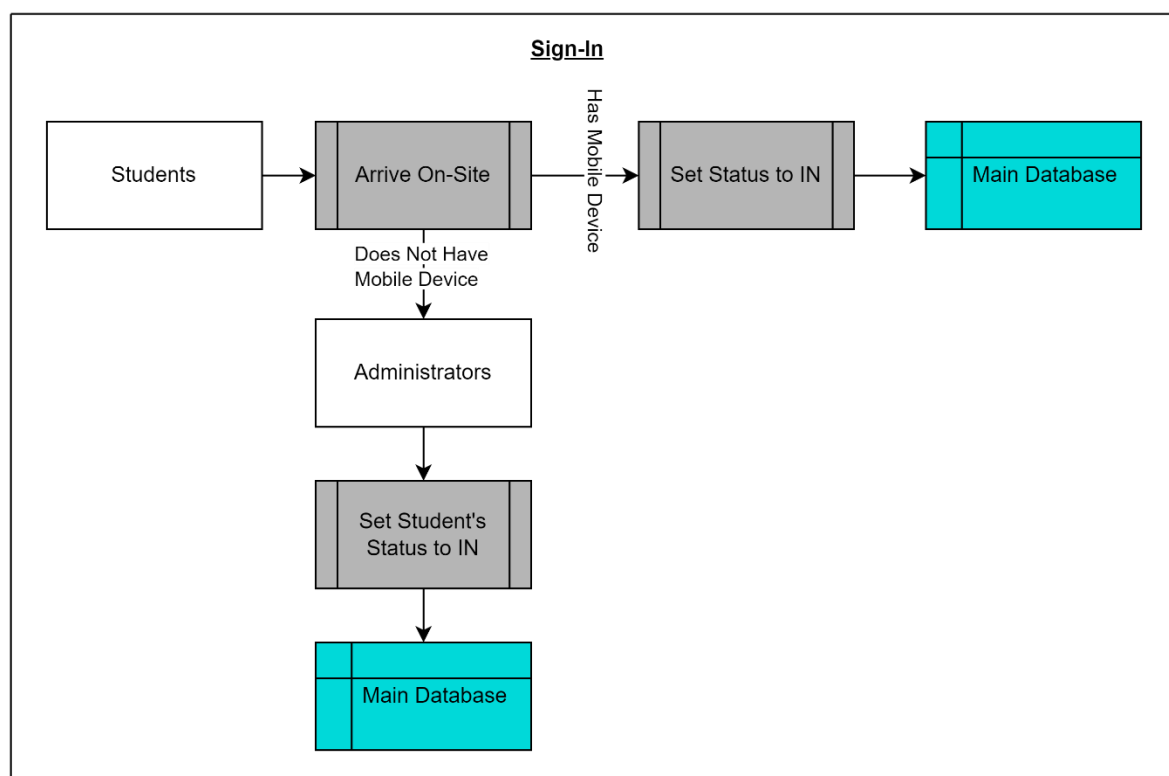 Sign-In
Students
Arrive On-Site
Has Mobile Device
Set Status to IN
Main Database
Does Not Have
Mobile Device
Administrators
Set Student's
Status to IN
Main Database